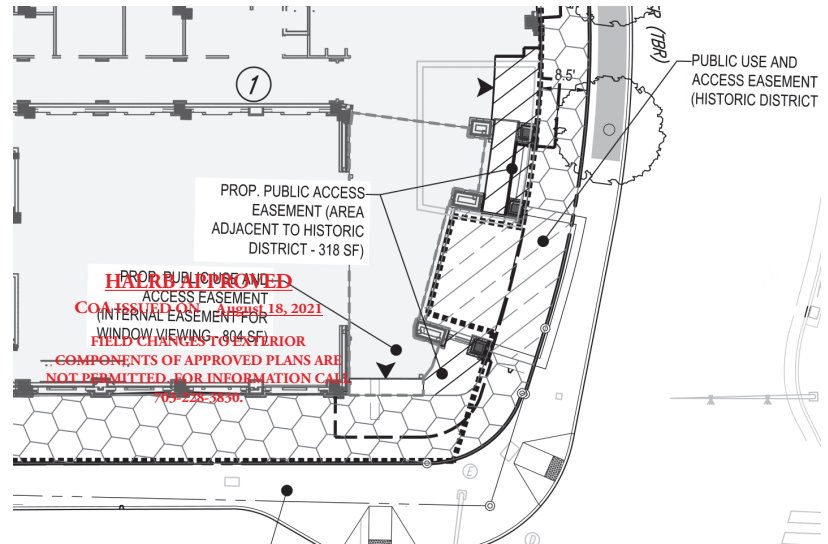 R (TBR)
1
8.5'
PUBLIC USE AND
ACCESS EASEMENT
(HISTORIC DISTRICT
PROP. PUBLIC ACCESS
EASEMENT (AREA
ADJACENT TO HISTORIC
DISTRICT - 318 SF)
PROP. PUBLIC USE AND
ACCESS EASEMENT
(INTERNAL EASEMENT FOR
WINDOW VIEWING - 804 SF)
HALRB APPROVED
COA ISSUED ON August 18, 2021
FIELD CHANGES TO EXTERIOR
COMPONENTS OF APPROVED PLANS ARE
NOT PERMITTED. FOR INFORMATION CALL
703-228-3830.
E
D